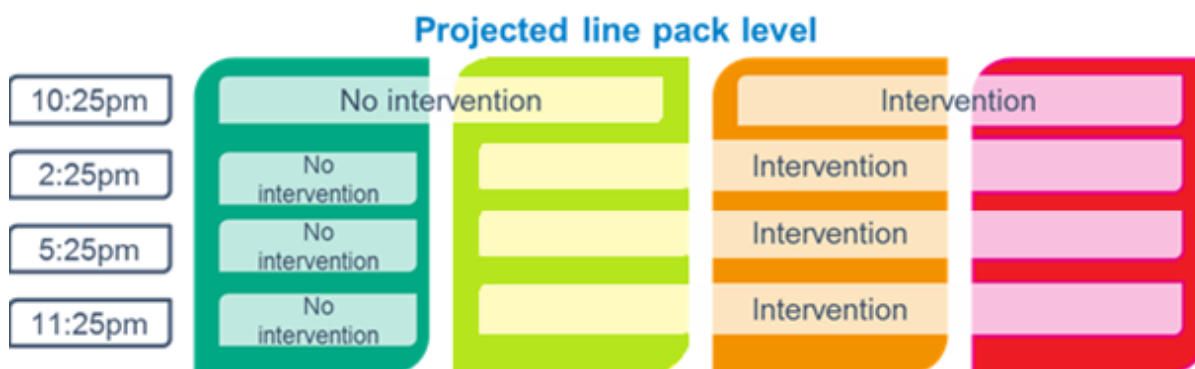 Projected line pack level
10:25pm
No intervention
Intervention
2:25pm
No
intervention
Intervention
5:25pm
No
intervention
Intervention
11:25pm
No
intervention
Intervention